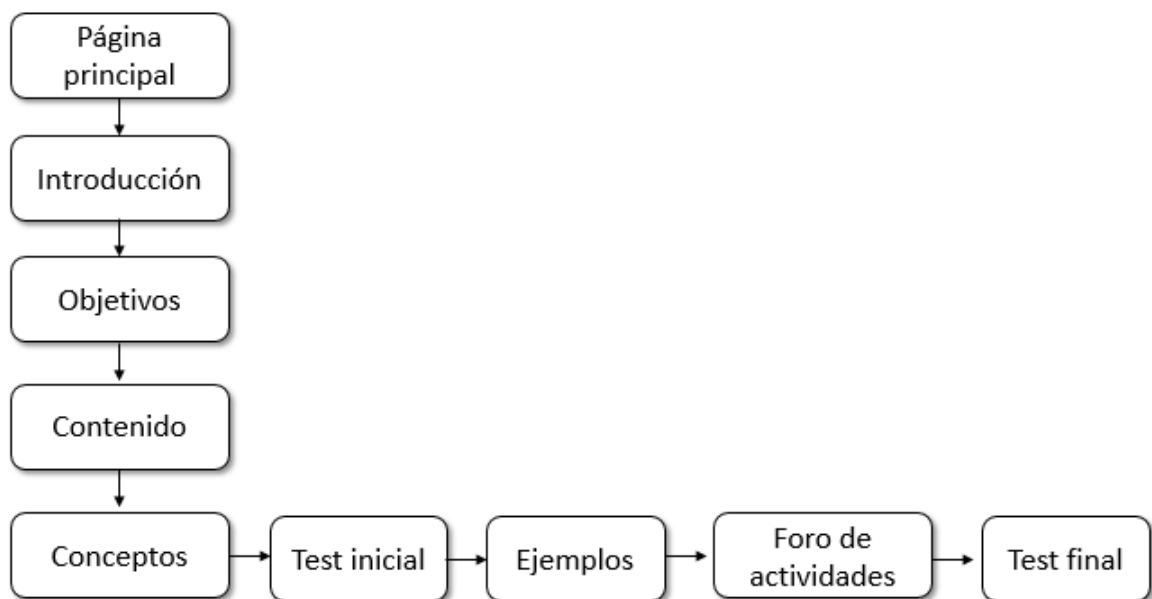 Página
principal
Introducción
Objetivos
Contenido
Conceptos
Test inicial
Ejemplos
Foro de
actividades
Test final